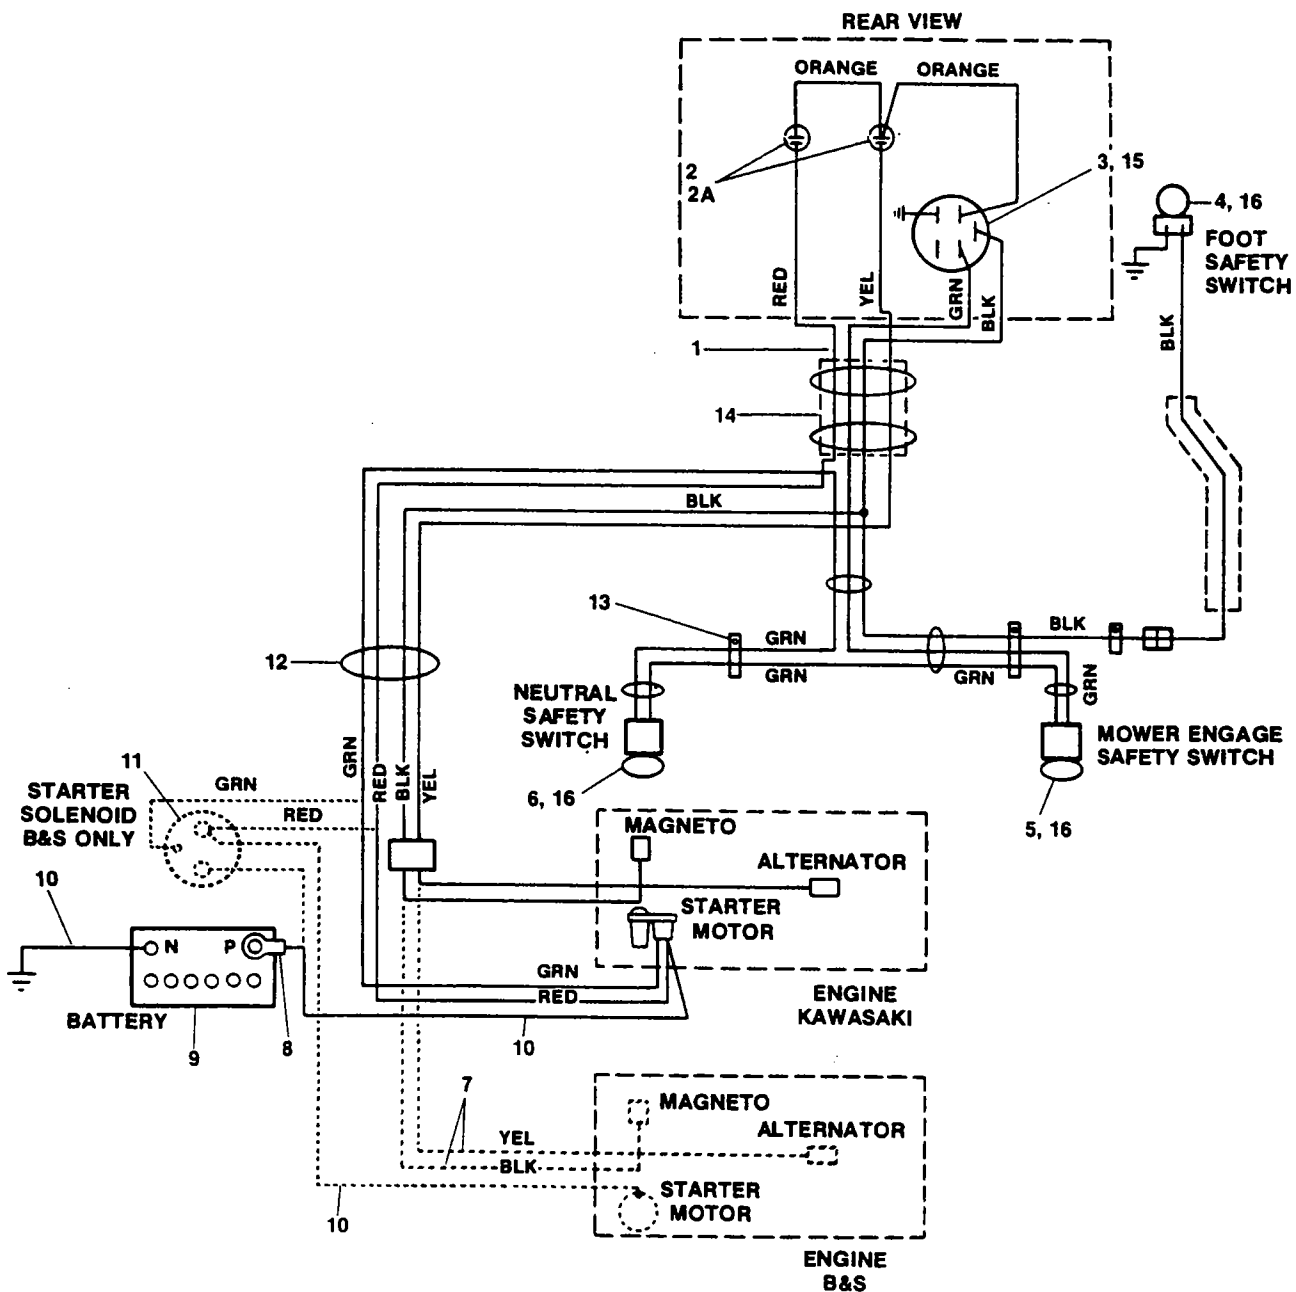 REAR VIEW
ORANGE
ORANGE
2
2A
3, 15
4, 16
FOOT
SAFETY
SWITCH
RED
YEL
GRN
BLK
BLK
1
14
BLK
13
GRN
BLK
12
GRN
GRN
GRN
NEUTRAL
SAFETY
SWITCH
MOWER ENGAGE
SAFETY SWITCH
GRN
RED
BLK
YEL
11
GRN
STARTER
SOLENOID
B&S ONLY
RED
6, 16
5, 16
MAGNETO
ALTERNATOR
10
STARTER
MOTOR
N
P
GRN
RED
ENGINE
KAWASAKI
BATTERY
9
8
10
7
MAGNETO
ALTERNATOR
YEL
BLK
STARTER
MOTOR
10
ENGINE
B&S